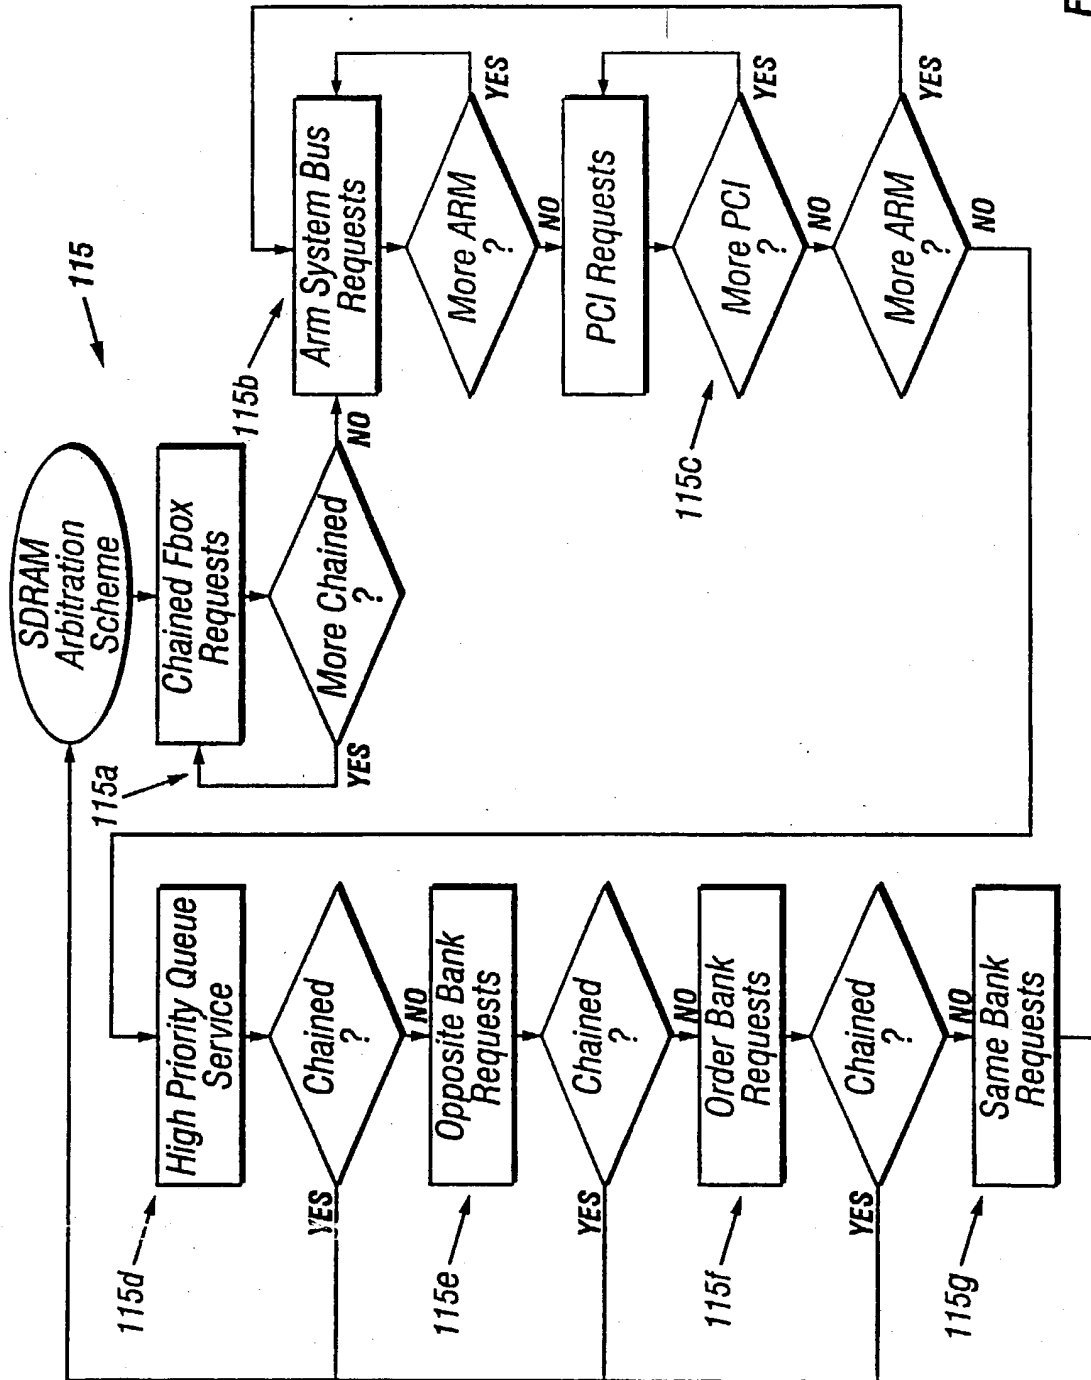 115
SDRAM
Arbitration
Scheme
115a
Chained Fbox
Requests
More Chained
?
YES
NO
115b
Arm System Bus
Requests
More ARM
?
YES
NO
PCI Requests
115c
More PCI
?
YES
NO
More ARM
?
YES
NO
115d
High Priority Queue
Service
Chained
?
YES
NO
115e
Opposite Bank
Requests
Chained
?
YES
NO
115f
Order Bank
Requests
Chained
?
YES
NO
115g
Same Bank
Requests